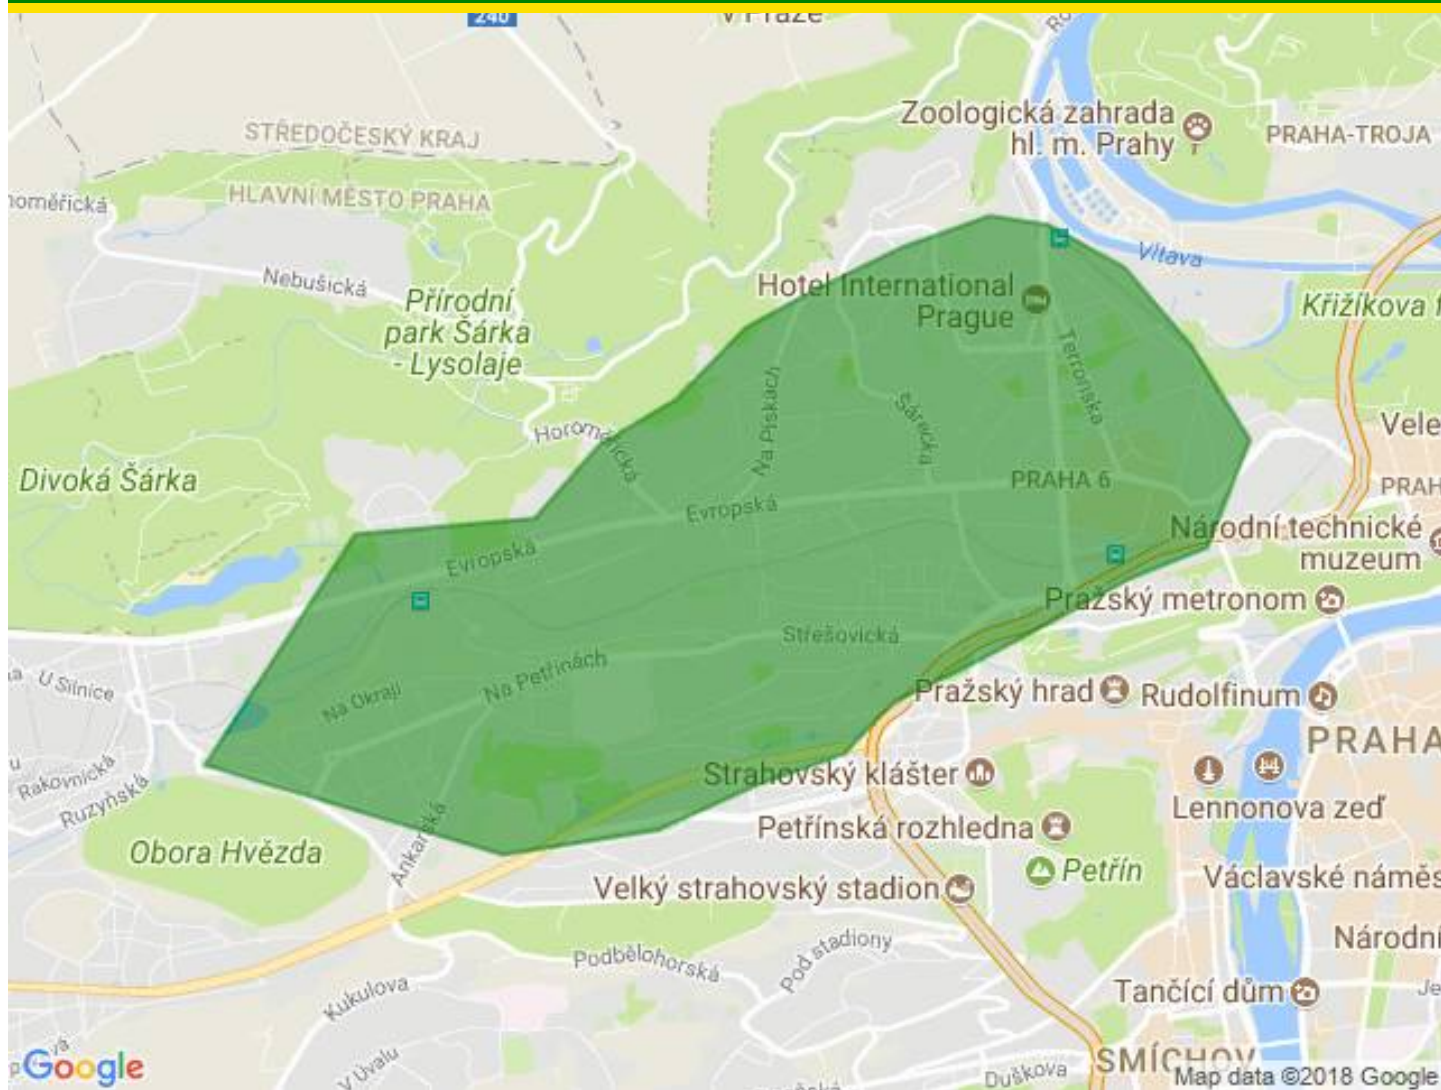 240
v Praze
Zoologická zahrada
hl. m. Prahy
PRAHA-TROJA
STŘEDOČESKÝ KRAJ
HLAVNÍ MĚSTO PRAHA
Nebušická
Vltava
Přírodní
park Šárka
- Lysolaje
Hotel International
Prague
Křižíkova f
Terronská
Na Pískách
Šárecká
Horoměřická
Vele
Divoká Šárka
PRAHA 6
PRAH
Evropská
Evropská
Národní technické
muzeum
Pražský metronom
Střešovická
Na Petřinách
Na Okraji
U Silnice
Pražský hrad
Rudolfinum
PRAHA
Rakovnická
Ruzyňská
Strahovský klášter
Lennonova zeď
Petřínská rozhledna
Obora Hvězda
Ankarská
Petřín
Velký strahovský stadion
Václavské náměs
Národní
Podbělohorská
Pod stadiony
Kukulova
Tančící dům
Je
V Úvalu
Duškova
SMÍCHOV
Google
Map data ©2018 Google